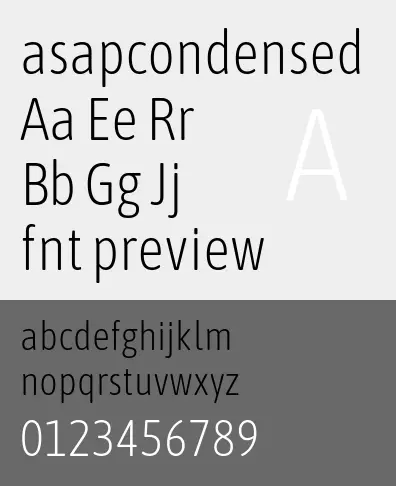 asapcondensed
Aa Ee Rr
A
Bb Gg Jj
fnt preview
abcdefghijklm
nopqrstuvwxyz
0123456789